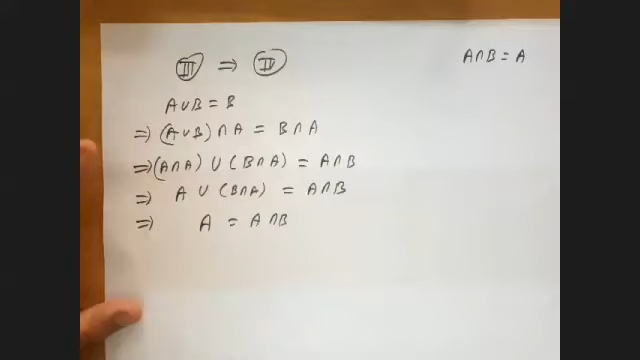 III ⇒ IV
A∩B = A
A∪B = B
⇒ (A∪B)∩A = B∩A
⇒ (A∩A) ∪ (B∩A) = A∩B
⇒ A ∪ (B∩A) = A∩B
⇒ A = A∩B